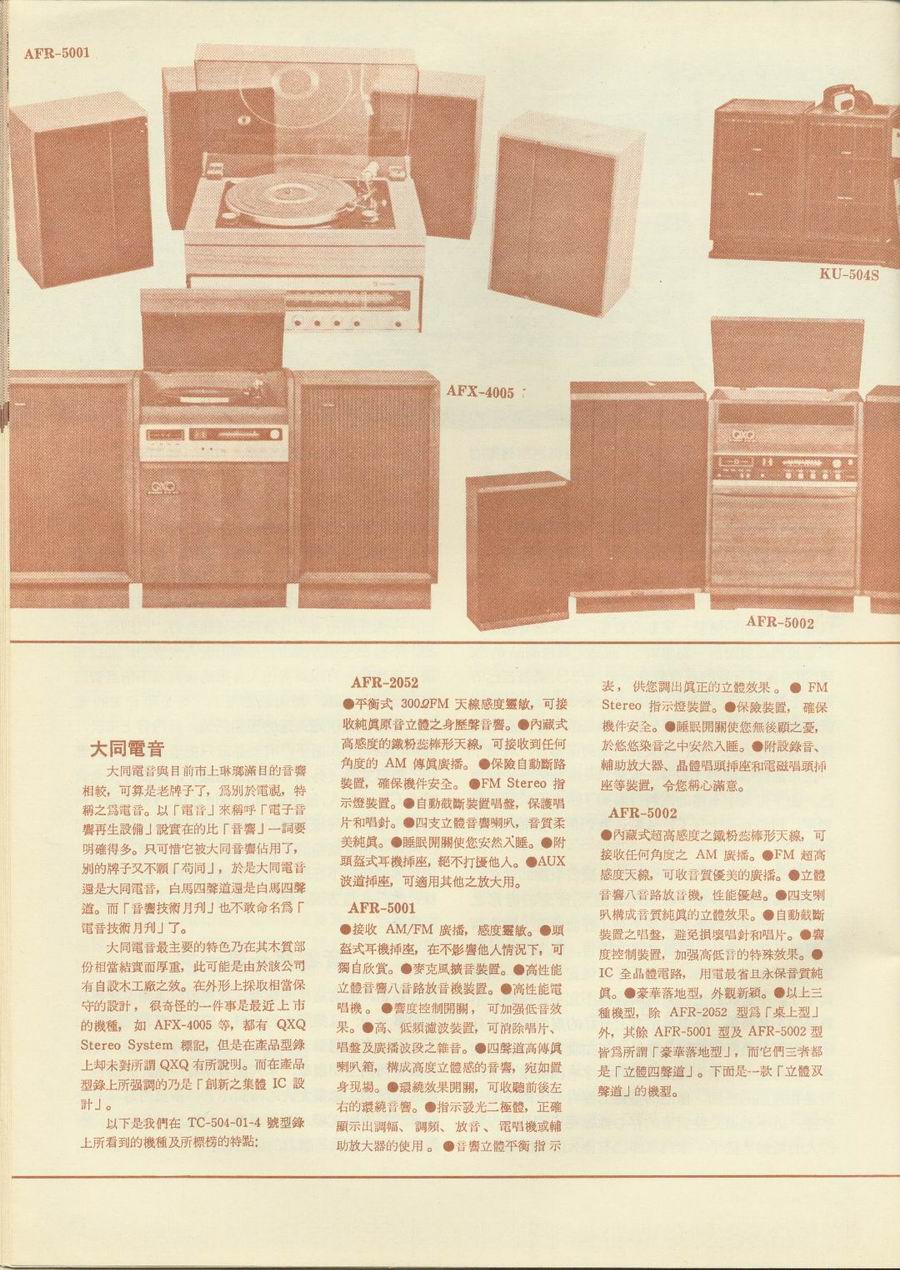 AFR-5001
KU-504S
AFX-4005
QXQ
QXQ
AFR-5002
大同電音
大同電音與目前市上琳瑯滿目的音響
相較，可算是老牌子了，爲別於電視，特
稱之爲電音。以「電音」來稱呼「電子音
響再生設備」說實在的比「音響」一詞要
明確得多。只可惜它被大同音響佔用了，
別的牌子又不願「苟同」，於是大同電音
還是大同電音，白馬四聲道還是白馬四聲
道。而「音響技術月刋」也不敢命名爲「
電音技術月刋」了。
大同電音最主要的特色乃在其木質部
份相當結實而厚重，此可能是由於該公司
有自設木工廠之效。在外形上採取相當保
守的設計，很奇怪的一件事是最近上市
的機種，如 AFX-4005 等，都有 QXQ
Stereo System 標記，但是在產品型錄
上却未對所謂 QXQ 有所說明。而在產品
型錄上所强調的乃是「創新之集體 IC 設
計」。
以下是我們在 TC-504-01-4 號型錄
上所看到的機種及所標榜的特點:
AFR-2052
●平衡式 300ΩFM 天線感度靈敏，可接
收純眞原音立體之身歷聲音響。●內藏式
高感度的鐵粉蕊棒形天線，可接收到任何
角度的 AM 傳眞廣播。●保險自動斷路
裝置，確保機件安全。●FM Stereo 指
示燈裝置。●自動截斷裝置唱盤，保護唱
片和唱針。●四支立體音響喇叭，音質柔
美純眞。●睡眠開關使您安然入睡。●附
頭盔式耳機揷座，絕不打擾他人。●AUX
波道揷座，可適用其他之放大用。
AFR-5001
●接收 AM/FM 廣播，感度靈敏。●頭
盔式耳機揷座，在不影響他人情況下，可
獨自欣賞。●麥克風擴音裝置。●高性能
立體音響八音路放音機裝置。●高性能電
唱機。●響度控制開關，可加强低音效
果。●高、低頻濾波裝置，可消除唱片、
唱盤及廣播波段之雜音。●四聲道高傳眞
喇叭箱，構成高度立體感的音響，宛如置
身現場。●環繞效果開關，可收聽前後左
右的環繞音響。●指示發光二極體，正確
顯示出調幅、調頻、放音、電唱機或輔
助放大器的使用。●音響立體平衡指示
表，供您調出眞正的立體效果。● FM
Stereo 指示燈裝置。●保險裝置，確保
機件安全。●睡眠開關使您無後顧之憂，
於悠悠染音之中安然入睡。●附設錄音、
輔助放大器、晶體唱頭揷座和電磁唱頭揷
座等裝置，令您稱心滿意。
AFR-5002
●內藏式超高感度之鐵粉蕊棒形天線，可
接收任何角度之 AM 廣播。●FM 超高
感度天線，可收音質優美的廣播。●立體
音響八音路放音機，性能優越。●四支喇
叭構成音質純眞的立體效果。●自動截斷
裝置之唱盤，避免損壞唱針和唱片。●響
度控制裝置，加强高低音的特殊效果。●
IC 全晶體電路，用電最省且永保音質純
眞。●豪華落地型，外觀新穎。●以上三
種機型，除 AFR-2052 型爲「桌上型」
外，其餘 AFR-5001 型及 AFR-5002 型
皆爲所謂「豪華落地型」，而它們三者都
是「立體四聲道」。下面是一款「立體双
聲道」的機型。